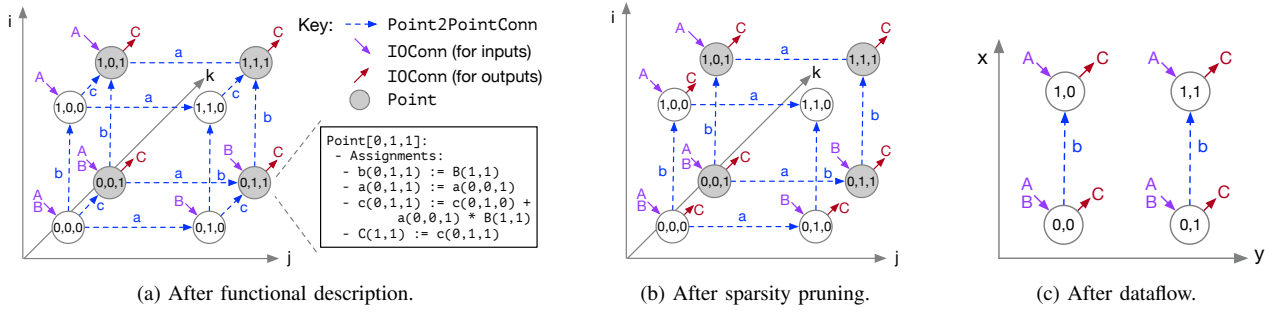 i
A
C
C
1,0,1
a
1,1,1
A
c
k
c
1,0,0
a
1,1,0
b
b
A
B
C
B
C
b
0,0,1
a
b
0,1,1
A
B
c
B
c
0,0,0
a
0,1,0
j
Key:
Point2PointConn
IOConn (for inputs)
IOConn (for outputs)
Point
Point[0,1,1]:
- Assignments:
- b(0,1,1) := B(1,1)
- a(0,1,1) := a(0,0,1)
- c(0,1,1) := c(0,1,0) +
a(0,0,1) * B(1,1)
- C(1,1) := c(0,1,1)
(a) After functional description.
i
A
C
C
1,0,1
a
1,1,1
A
C
k
1,0,0
a
1,1,0
b
b
A
B
C
B
C
b
0,0,1
a
b
0,1,1
A
B
C
B
C
0,0,0
a
0,1,0
j
(b) After sparsity pruning.
x
A
C
A
C
1,0
1,1
b
b
A
B
C
A
B
C
0,0
0,1
y
(c) After dataflow.